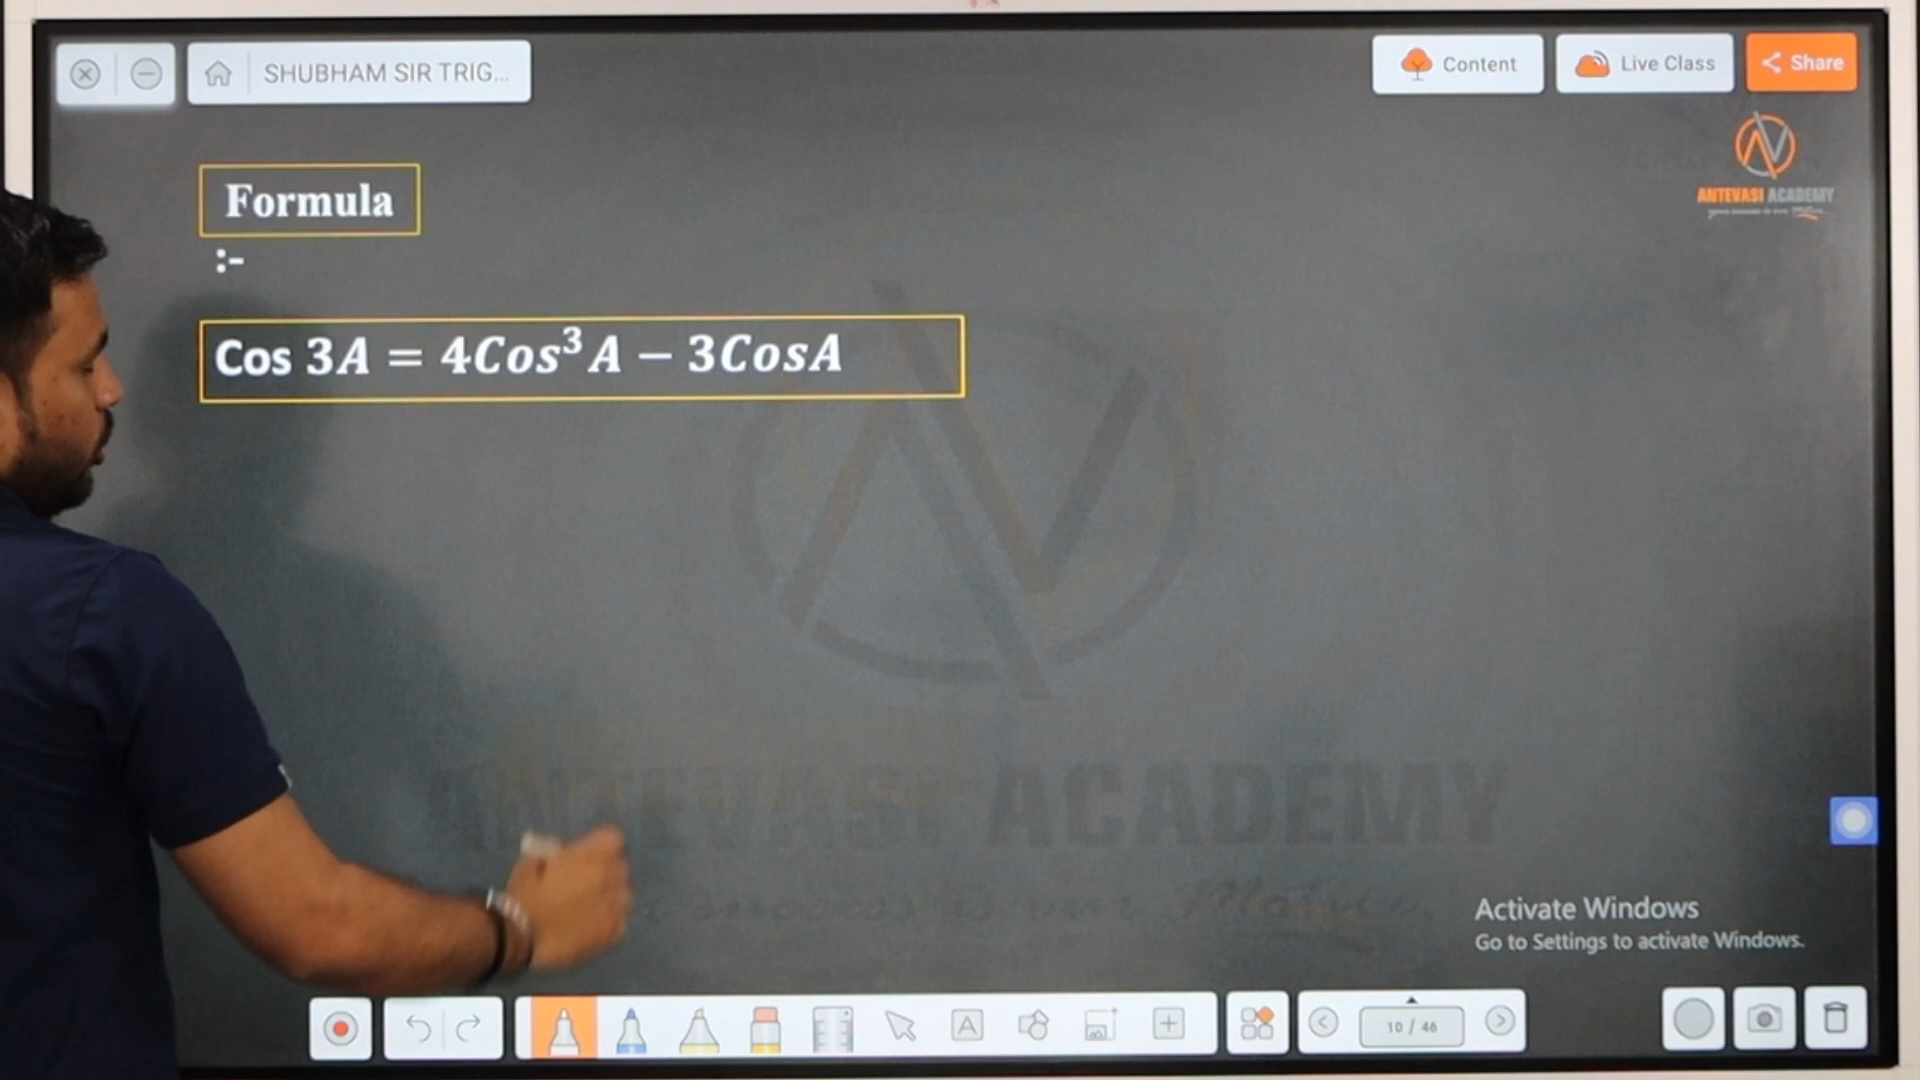 SHUBHAM SIR TRIG...
Content
Live Class
Share
ANTEVASI ACADEMY
Formula
:-
Cos 3A = 4Cos³A − 3CosA
ANTEVASI ACADEMY
Activate Windows
Go to Settings to activate Windows.
A
10 / 46